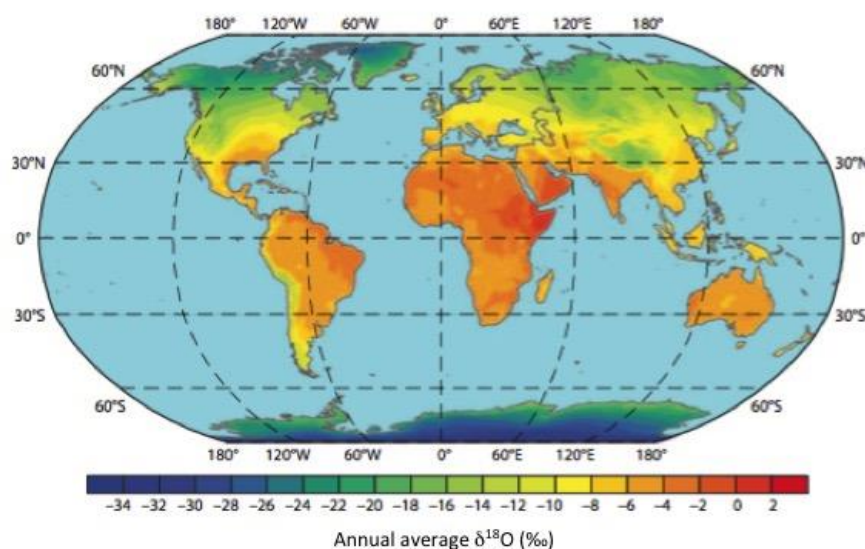 180° 120°W 60°W 0° 60°E 120°E 180°
60°N 60°N
30°N 30°N
0° 0°
30°S 30°S
60°S 60°S
180° 120°W 60°W 0° 60°E 120°E 180°
−34 −32 −30 −28 −26 −24 −22 −20 −18 −16 −14 −12 −10 −8 −6 −4 −2 0 2
Annual average δ¹⁸O (‰)